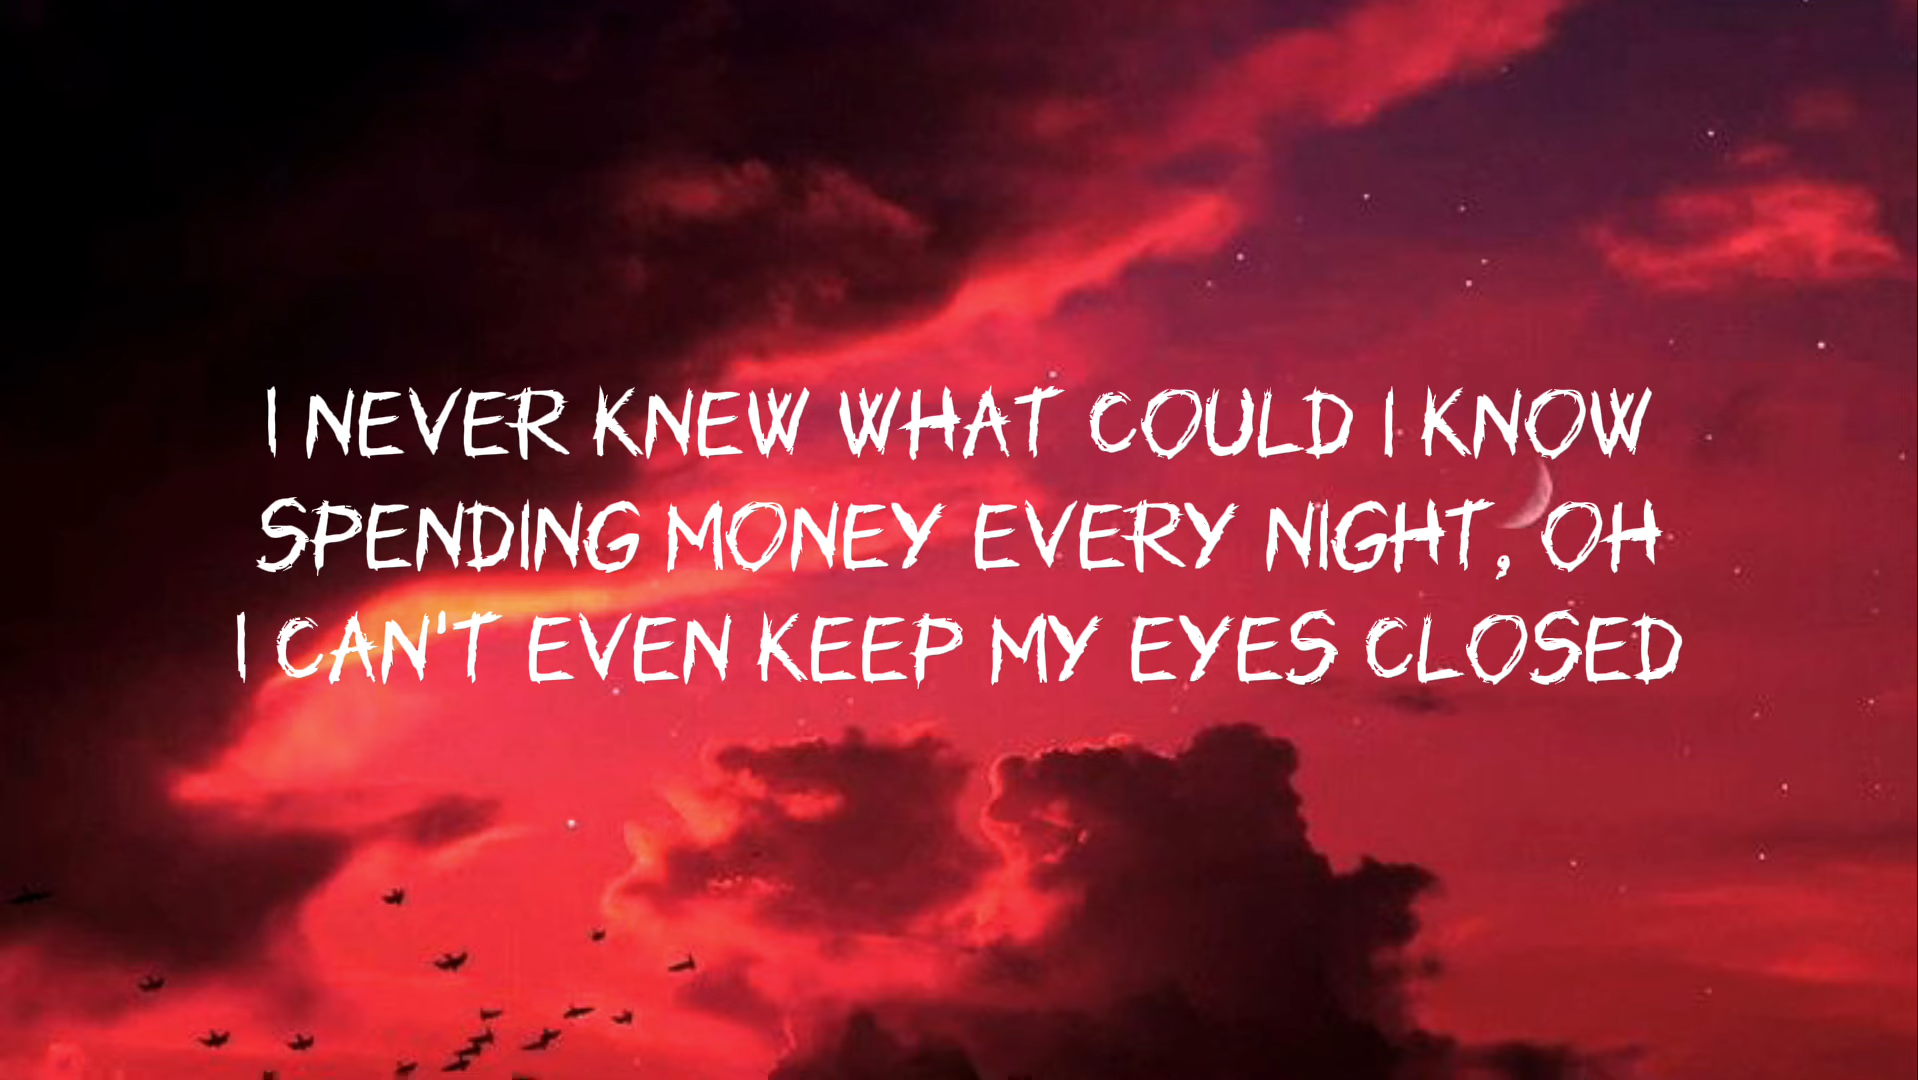 I NEVER KNEW WHAT COULD I KNOW
SPENDING MONEY EVERY NIGHT, OH
I CAN'T EVEN KEEP MY EYES CLOSED